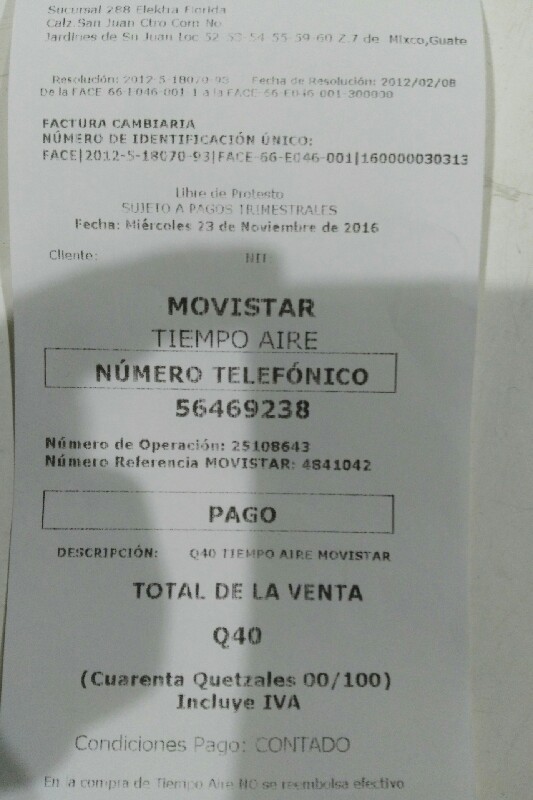 Sucursal 288 Elektra Florida
Calz San Juan Ctro Com No
Jardines de Sn Juan Loc 52-53-54-55-59-60 Z.7 de Mixco,Guate
Resolución: 2012-5-18070-93 Fecha de Resolución: 2012/02/08
De la FACE-66-E046-001 1 a la FACE-66-E046-001-300000
FACTURA CAMBIARIA
NÚMERO DE IDENTIFICACIÓN ÚNICO:
FACE|2012-5-18070-93|FACE-66-E046-001|160000030313
Libre de Protesto
SUJETO A PAGOS TRIMESTRALES
Fecha: Miércoles 23 de Noviembre de 2016
Cliente: NIT:
MOVISTAR
TIEMPO AIRE
NÚMERO TELEFÓNICO
56469238
Número de Operación: 25108643
Número Referencia MOVISTAR: 4841042
PAGO
DESCRIPCIÓN: Q40 TIEMPO AIRE MOVISTAR
TOTAL DE LA VENTA
Q40
(Cuarenta Quetzales 00/100)
Incluye IVA
Condiciones Pago: CONTADO
En la compra de Tiempo Aire NO se reembolsa efectivo